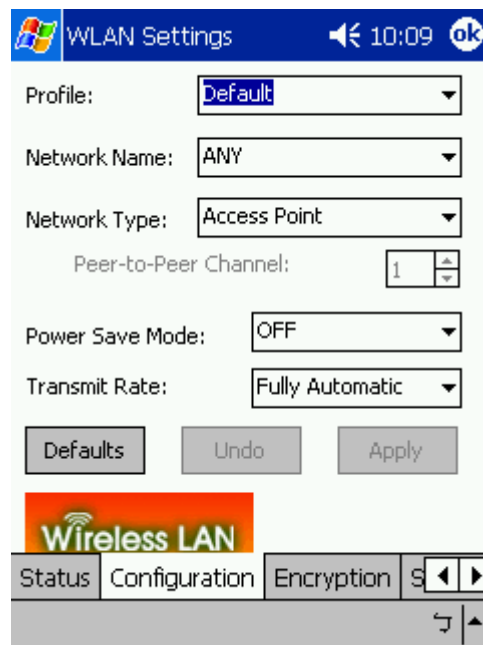 WLAN Settings 10:09 ok
Profile: Default
Network Name: ANY
Network Type: Access Point
Peer-to-Peer Channel: 1
Power Save Mode: OFF
Transmit Rate: Fully Automatic
Defaults Undo Apply
Wireless LAN
Status Configuration Encryption S